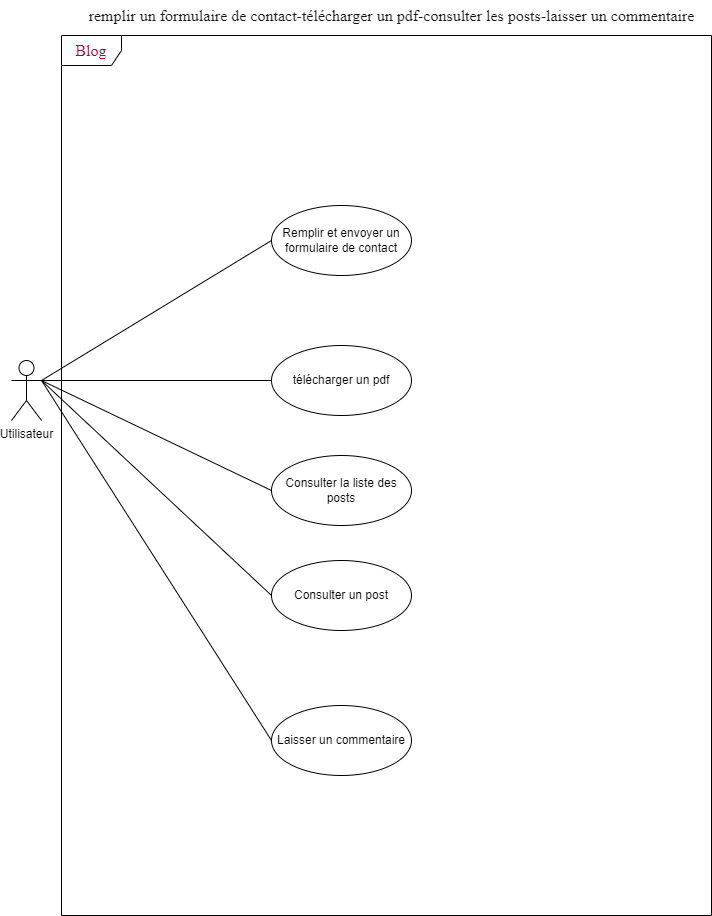 remplir un formulaire de contact-télécharger un pdf-consulter les posts-laisser un commentaire
Blog
Remplir et envoyer un
formulaire de contact
télécharger un pdf
Utilisateur
Consulter la liste des
posts
Consulter un post
Laisser un commentaire